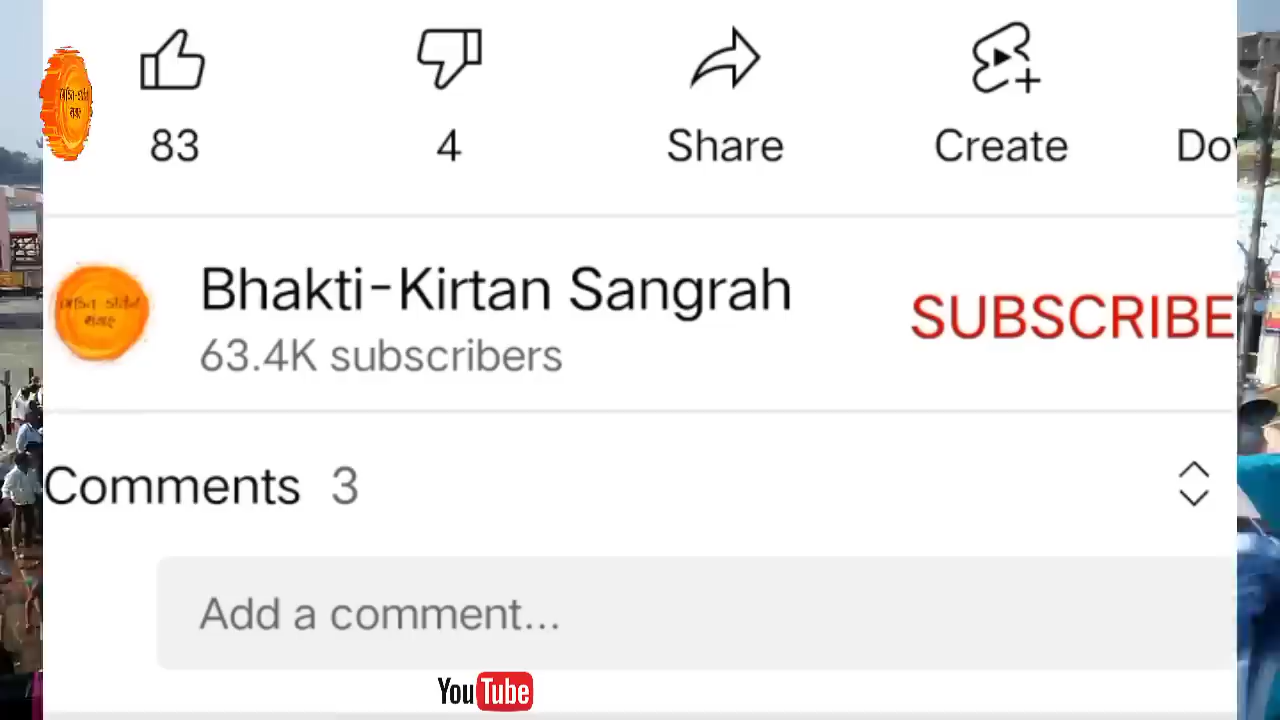 83 4 Share Create Do
Bhakti-Kirtan Sangrah
SUBSCRIBE
63.4K subscribers
Comments 3
Add a comment...
YouTube